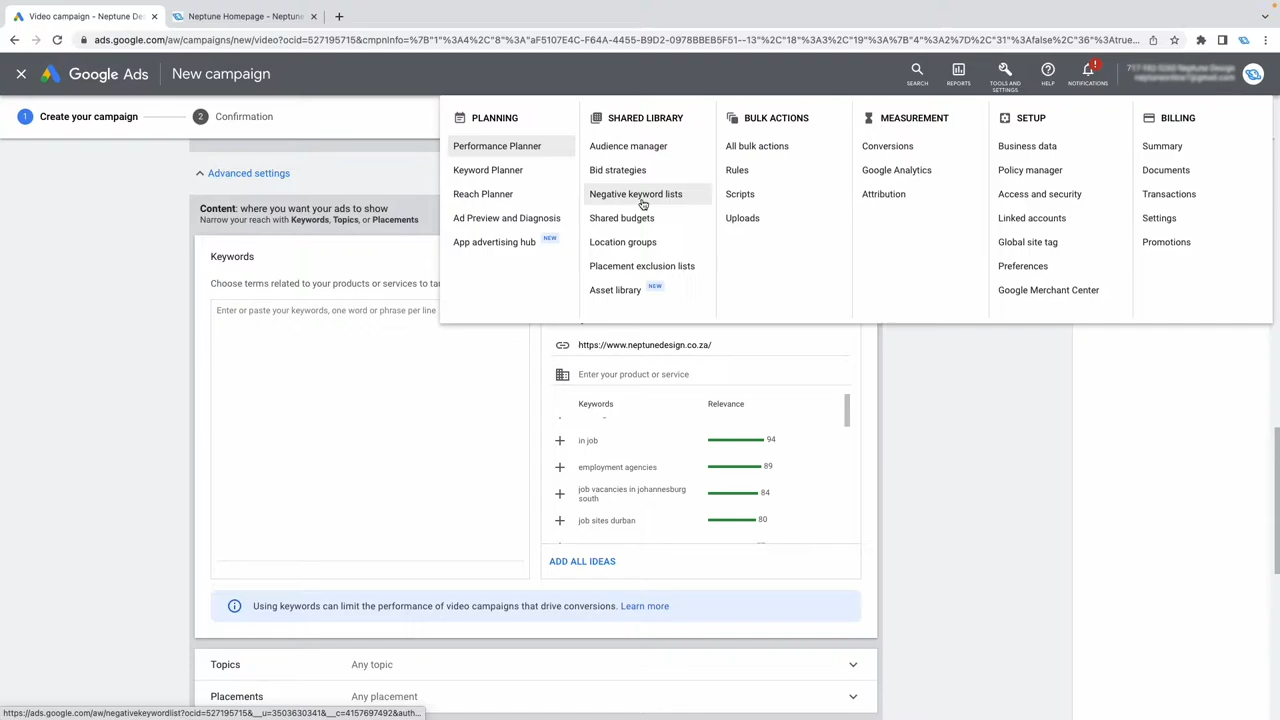 Video campaign - Neptune De
Neptune Homepage - Neptune
ads.google.com/aw/campaigns/new/video?ocid=527195715&cmpnInfo=%7B"1"%3A4%2C"8"%3A"aF5107E4C-F64A-4455-B9D2-0978BBEB5F51--13"%2C"18"%3A3%2C"19"%3A%7B"4"%3A2%7D%2C"31"%3Afalse%2C"36"%3Atrue...
Google Ads
New campaign
SEARCH
REPORTS
TOOLS AND
SETTINGS
HELP
!
NOTIFICATIONS
1 Create your campaign
2 Confirmation
PLANNING
Performance Planner
Keyword Planner
Reach Planner
Ad Preview and Diagnosis
App advertising hub NEW
SHARED LIBRARY
Audience manager
Bid strategies
Negative keyword lists
Shared budgets
Location groups
Placement exclusion lists
Asset library NEW
BULK ACTIONS
All bulk actions
Rules
Scripts
Uploads
MEASUREMENT
Conversions
Google Analytics
Attribution
SETUP
Business data
Policy manager
Access and security
Linked accounts
Global site tag
Preferences
Google Merchant Center
BILLING
Summary
Documents
Transactions
Settings
Promotions
Advanced settings
Content: where you want your ads to show
Narrow your reach with Keywords, Topics, or Placements
Keywords
Choose terms related to your products or services to ta
Enter or paste your keywords, one word or phrase per line
https://www.neptunedesign.co.za/
Enter your product or service
Keywords Relevance
in job 94
employment agencies 89
job vacancies in johannesburg
south 84
job sites durban 80
ADD ALL IDEAS
Using keywords can limit the performance of video campaigns that drive conversions. Learn more
Topics Any topic
Placements Any placement
https://ads.google.com/aw/negativekeywordlist?ocid=527195715&__u=3503630341&__c=4157697492&auth...